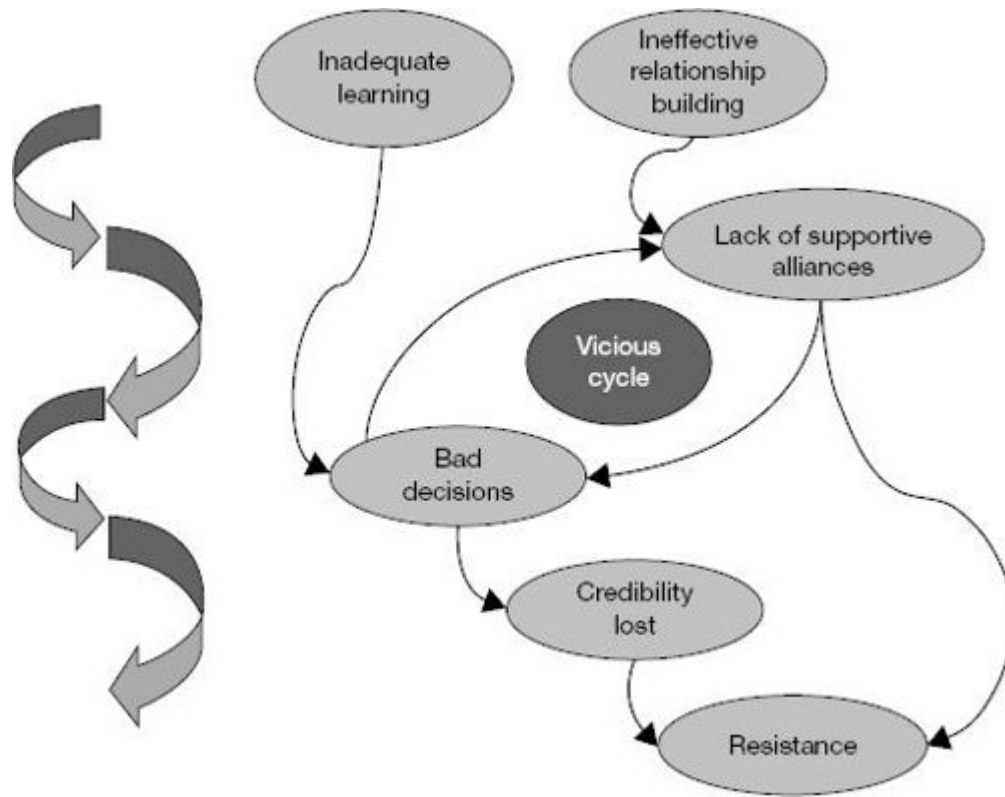 Inadequate
learning
Ineffective
relationship
building
Lack of supportive
alliances
Vicious
cycle
Bad
decisions
Credibility
lost
Resistance